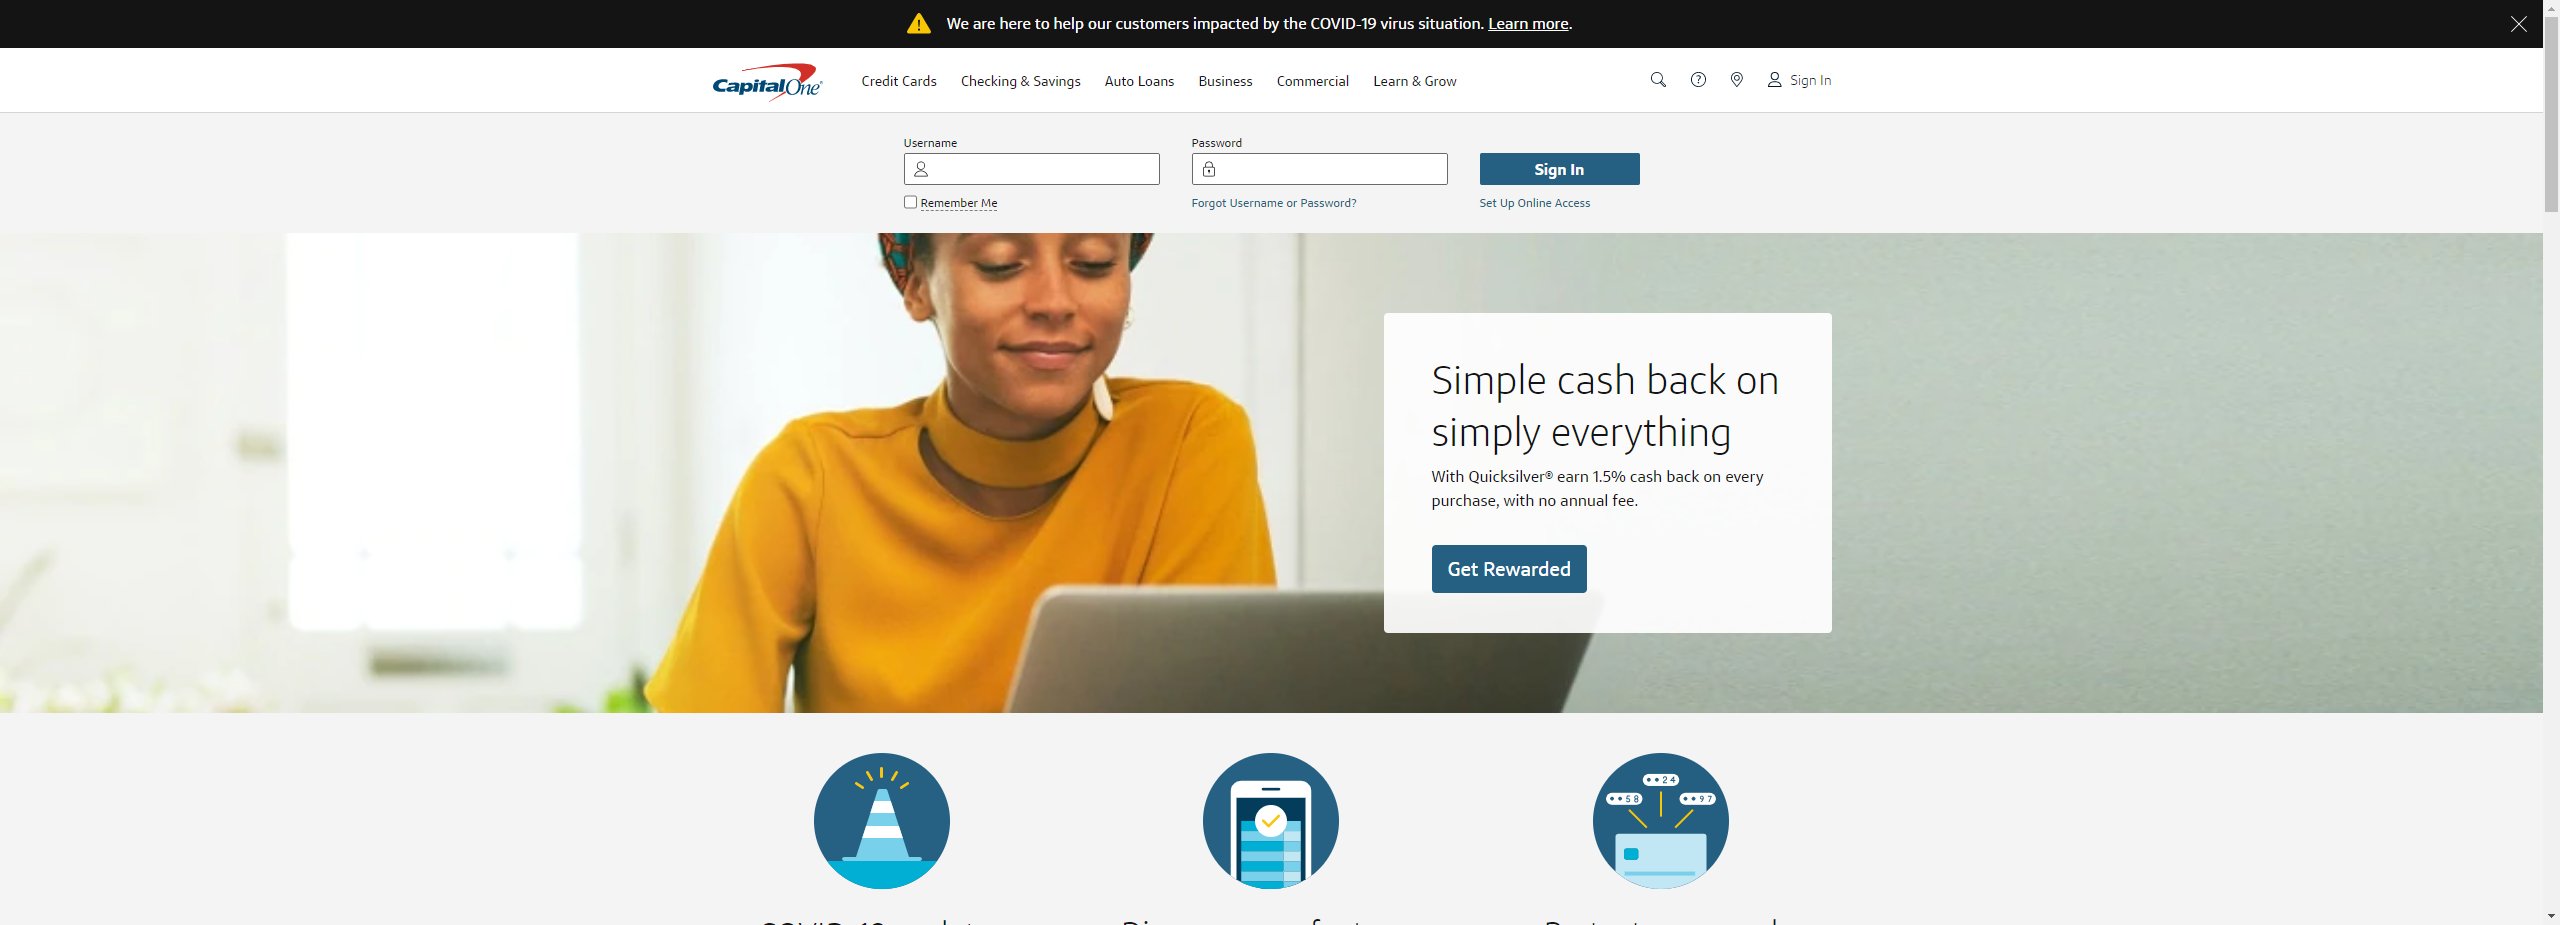 We are here to help our customers impacted by the COVID-19 virus situation. Learn more.
Capital One®
Credit Cards
Checking & Savings
Auto Loans
Business
Commercial
Learn & Grow
Sign In
Username
Password
Sign In
Remember Me
Forgot Username or Password?
Set Up Online Access
Simple cash back on
simply everything
With Quicksilver® earn 1.5% cash back on every
purchase, with no annual fee.
Get Rewarded
••24
••58
••97